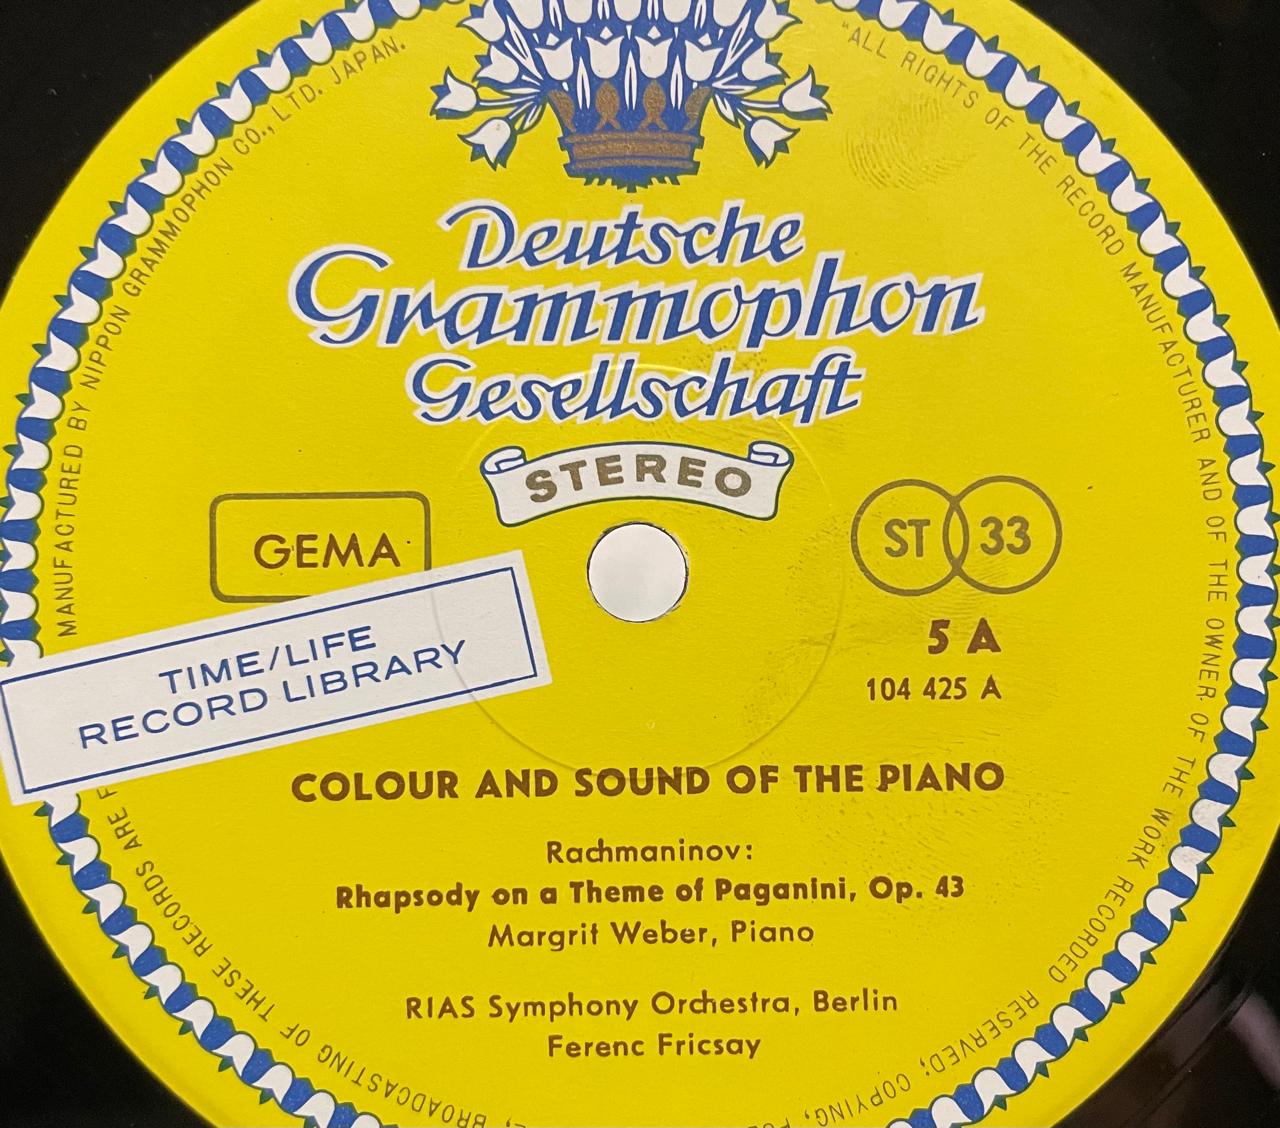 Deutsche
Grammophon
Gesellschaft
STEREO
GEMA
ST 33
TIME/LIFE
RECORD LIBRARY
5 A
104 425 A
COLOUR AND SOUND OF THE PIANO
Rachmaninov:
Rhapsody on a Theme of Paganini, Op. 43
Margrit Weber, Piano
RIAS Symphony Orchestra, Berlin
Ferenc Fricsay
MANUFACTURED BY NIPPON GRAMMOPHON CO., LTD. JAPAN.
"ALL RIGHTS OF THE RECORD MANUFACTURER AND OF THE OWNER OF THE WORK RECORDED RESERVED; COPYING,
BROADCASTING OF THESE RECORDS ARE